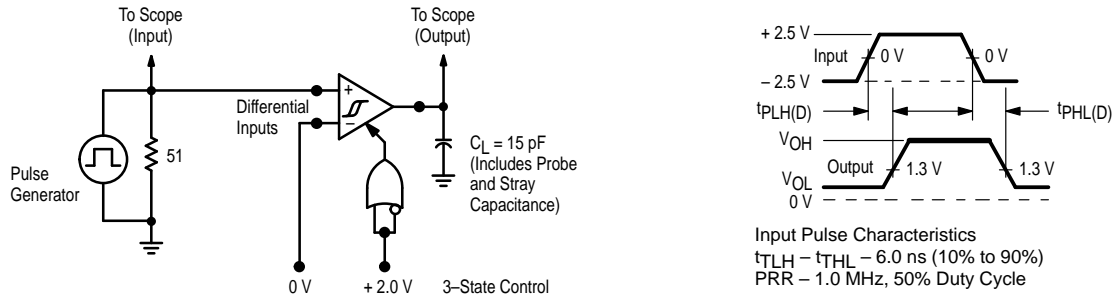 To Scope
(Input)
To Scope
(Output)
Differential
Inputs
+
–
51
Pulse
Generator
CL = 15 pF
(Includes Probe
and Stray
Capacitance)
0 V
+ 2.0 V
3–State Control
+ 2.5 V
Input
0 V
0 V
– 2.5 V
tPLH(D)
tPHL(D)
VOH
Output
1.3 V
1.3 V
VOL
0 V
Input Pulse Characteristics
tTLH – tTHL – 6.0 ns (10% to 90%)
PRR – 1.0 MHz, 50% Duty Cycle